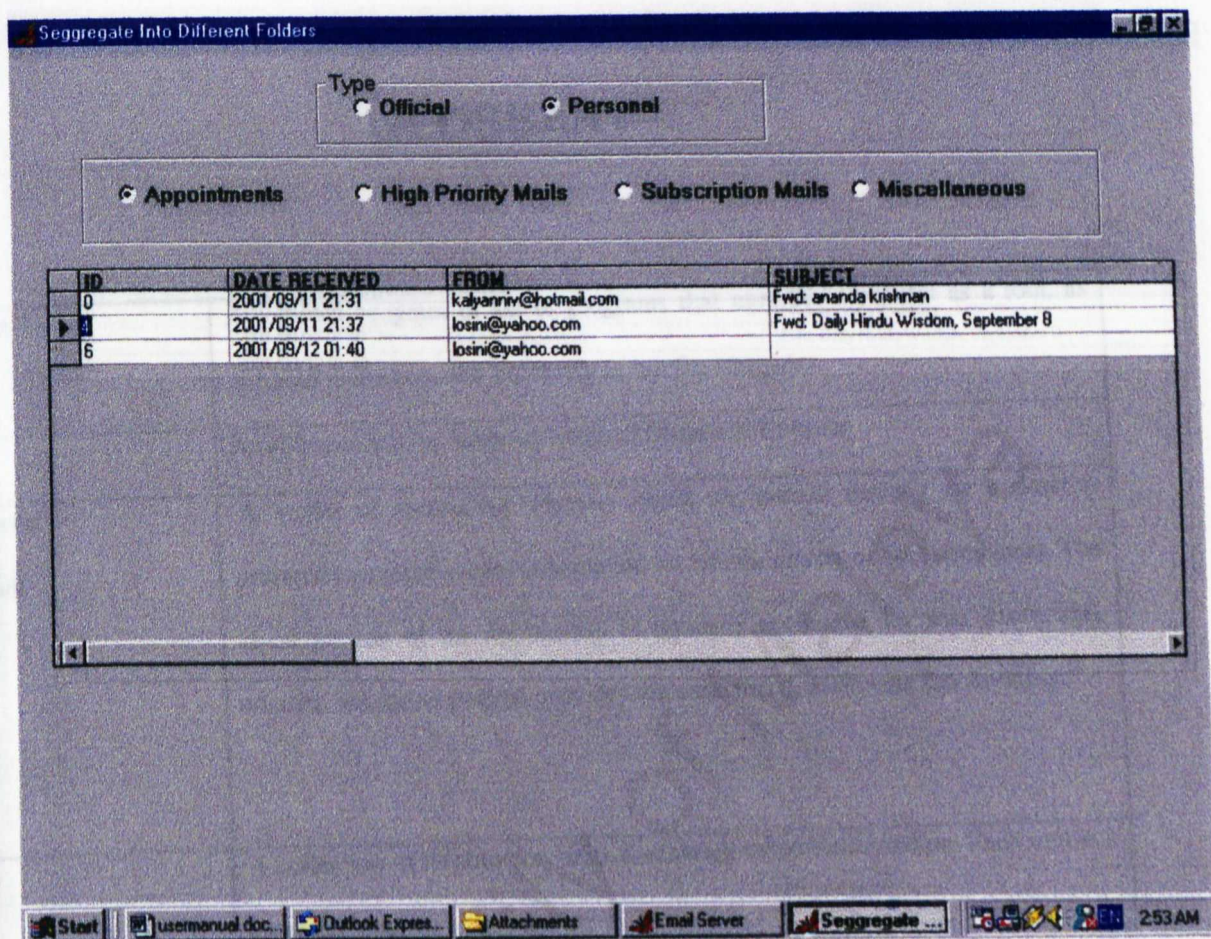 Seggregate Into Different Folders
Type
Official Personal
Appointments High Priority Mails Subscription Mails Miscellaneous
ID DATE RECEIVED FROM SUBJECT
0 2001/09/11 21:31 kalyanniv@hotmail.com Fwd: ananda krishnan
4 2001/09/11 21:37 losini@yahoo.com Fwd: Daily Hindu Wisdom, September 8
6 2001/09/12 01:40 losini@yahoo.com
Start usermanual doc... Outlook Expres... Attachments Email Server Seggregate ... EN 2:53 AM